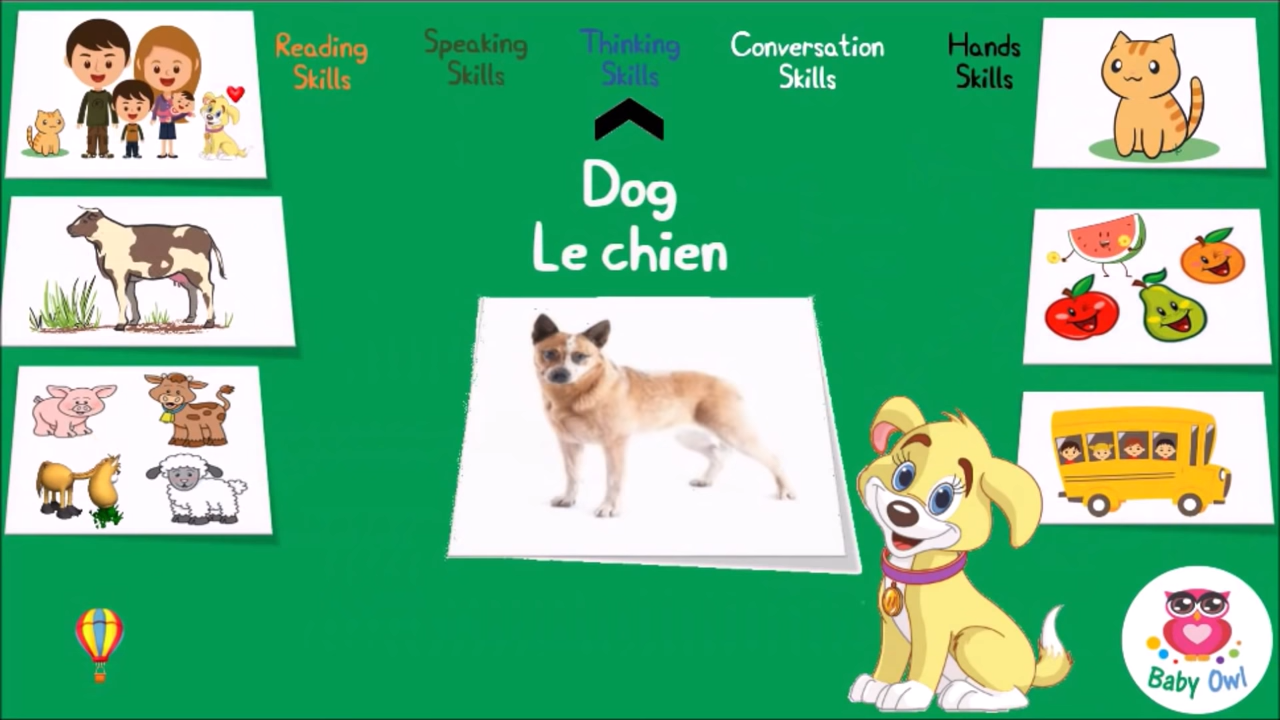 Reading
Skills
Speaking
Skills
Thinking
Skills
Conversation
Skills
Hands
Skills
Dog
Le chien
Baby Owl